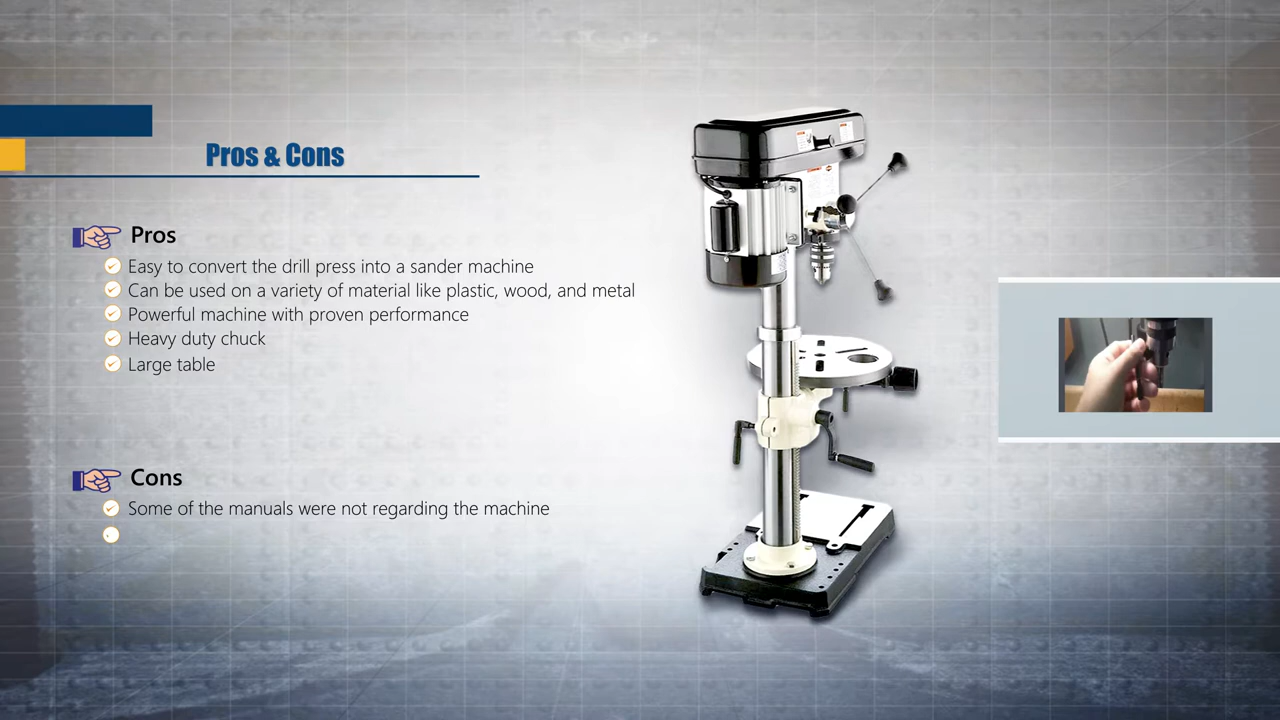 Pros & Cons
Pros
Easy to convert the drill press into a sander machine
Can be used on a variety of material like plastic, wood, and metal
Powerful machine with proven performance
Heavy duty chuck
Large table
Cons
Some of the manuals were not regarding the machine